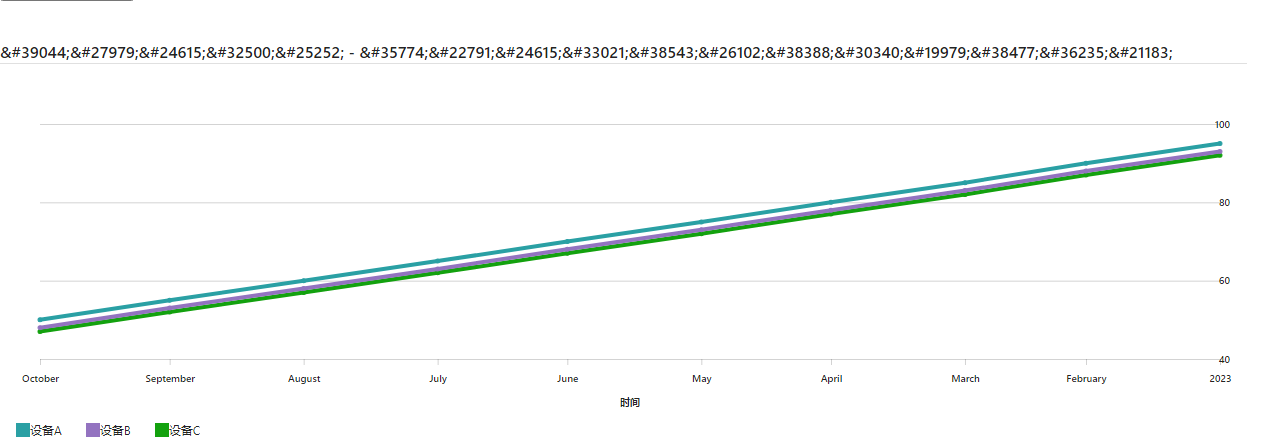 &#39044;&#27979;&#24615;&#32500;&#25252; - &#35774;&#22791;&#24615;&#33021;&#38543;&#26102;&#38388;&#30340;&#19979;&#38477;&#36235;&#21183;
100
80
60
40
October September August July June May April March February 2023
时间
设备A 设备B 设备C